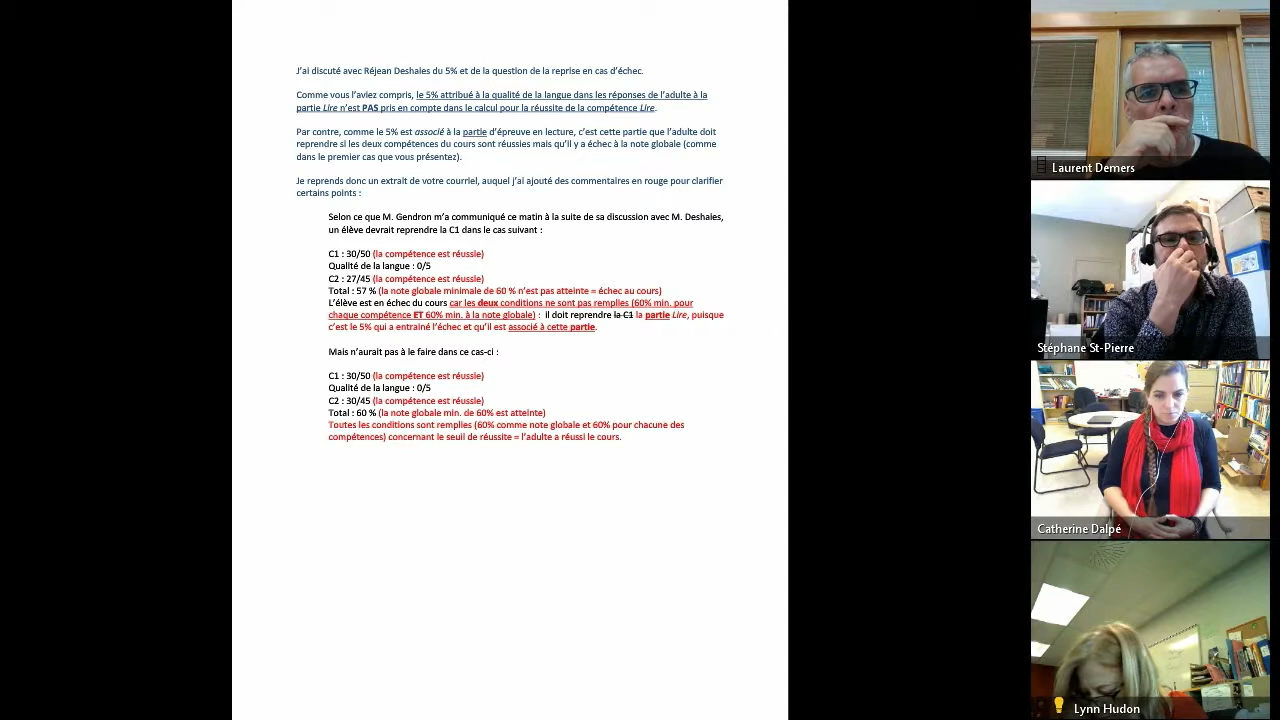 J'ai discuté avec Réjean Deshaies du 5% et de la question de la reprise en cas d'échec.
Comme vous l'aviez compris, le 5% attribué à la qualité de la langue dans les réponses de l'adulte à la
partie Lire n'est PAS pris en compte dans le calcul pour la réussite de la compétence Lire.
Par contre, comme le 5% est associé à la partie d'épreuve en lecture, c'est cette partie que l'adulte doit
reprendre si les deux compétences du cours sont réussies mais qu'il y a échec à la note globale (comme
dans le premier cas que vous présentez).
Je reprends donc un extrait de votre courriel, auquel j'ai ajouté des commentaires en rouge pour clarifier
certains points :
Selon ce que M. Gendron m'a communiqué ce matin à la suite de sa discussion avec M. Deshaies,
un élève devrait reprendre la C1 dans le cas suivant :
C1 : 30/50 (la compétence est réussie)
Qualité de la langue : 0/5
C2 : 27/45 (la compétence est réussie)
Total : 57 % (la note globale minimale de 60 % n'est pas atteinte = échec au cours)
L'élève est en échec du cours car les deux conditions ne sont pas remplies (60% min. pour
chaque compétence ET 60% min. à la note globale) : il doit reprendre la C1 la partie Lire, puisque
c'est le 5% qui a entrainé l'échec et qu'il est associé à cette partie.
Mais n'aurait pas à le faire dans ce cas-ci :
C1 : 30/50 (la compétence est réussie)
Qualité de la langue : 0/5
C2 : 30/45 (la compétence est réussie)
Total : 60 % (la note globale min. de 60% est atteinte)
Toutes les conditions sont remplies (60% comme note globale et 60% pour chacune des
compétences) concernant le seuil de réussite = l'adulte a réussi le cours.
Laurent Demers
Stéphane St-Pierre
Catherine Dalpé
Lynn Hudon